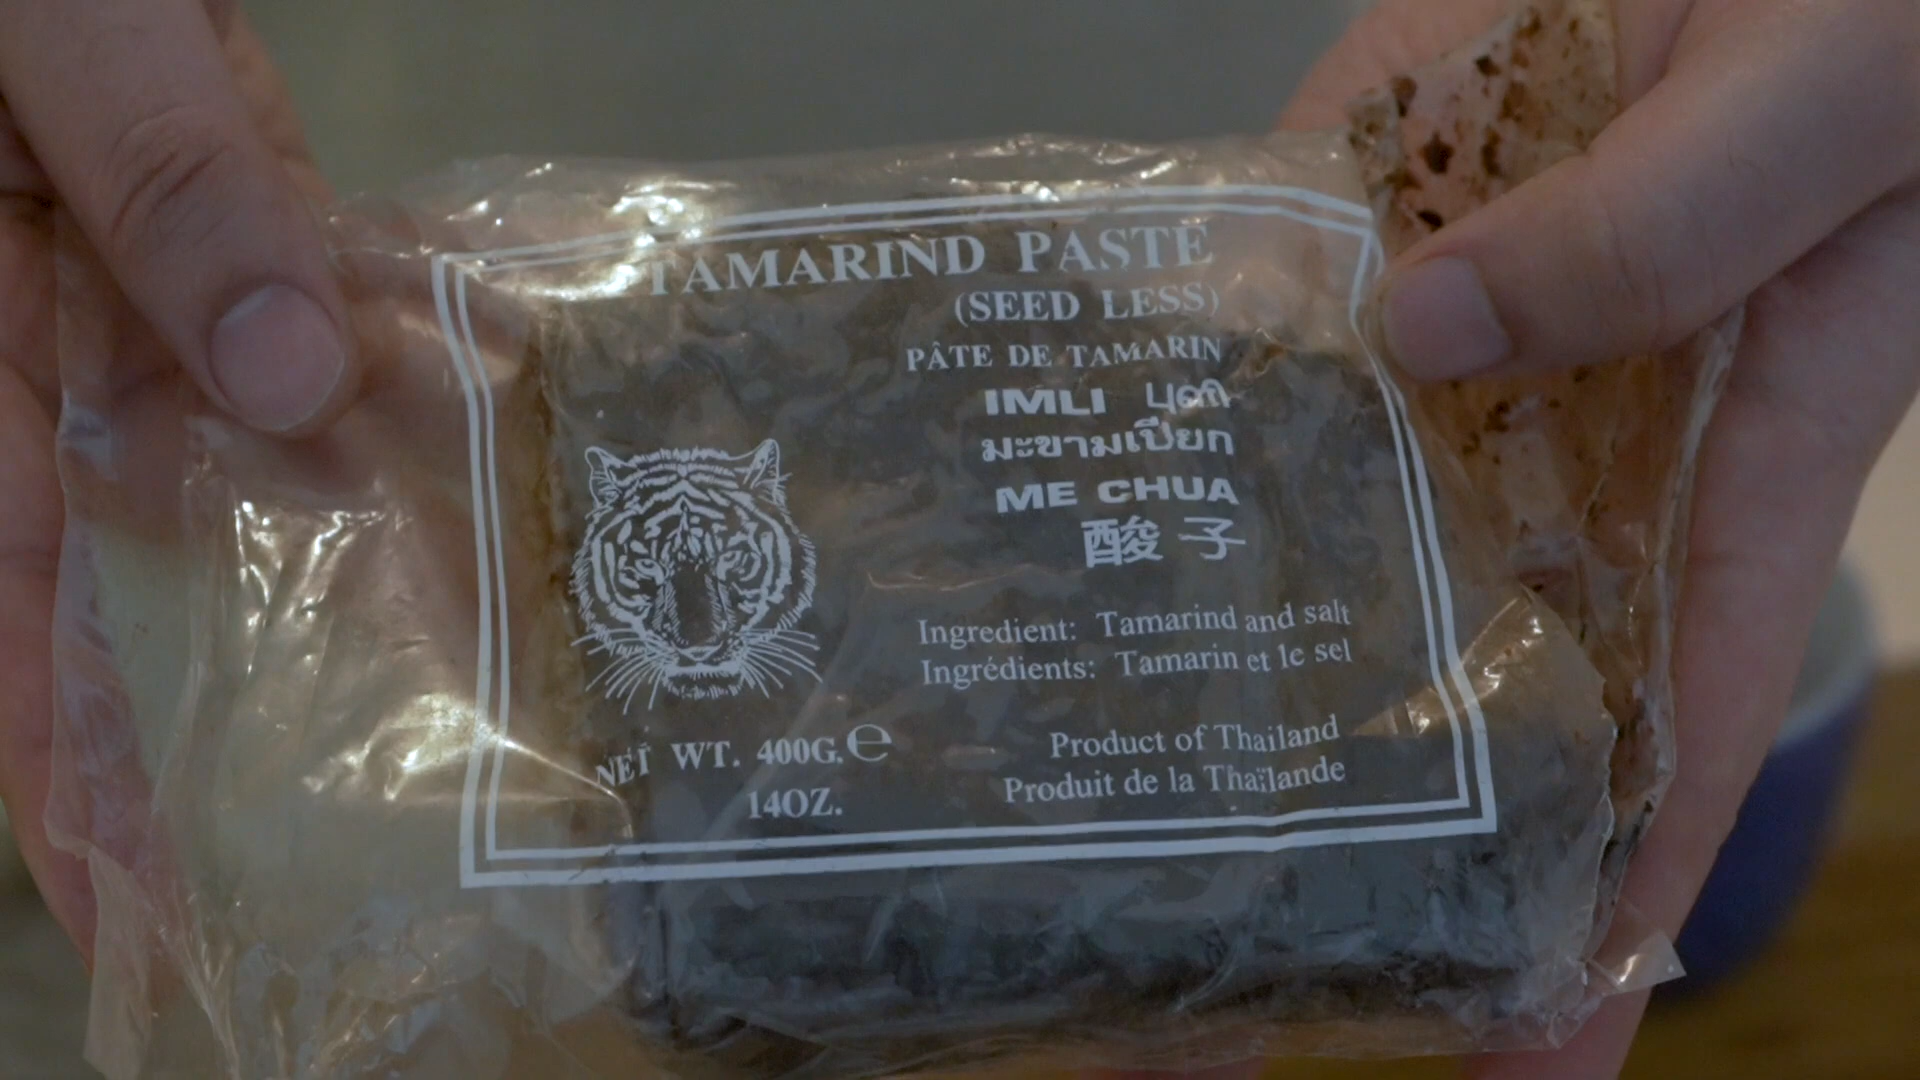 TAMARIND PASTE
(SEED LESS)
PÂTE DE TAMARIN
IMLI புளி
มะขามเปียก
ME CHUA
酸子
Ingredient: Tamarind and salt
Ingrédients: Tamarin et le sel
NET WT. 400G.℮
14OZ.
Product of Thailand
Produit de la Thaïlande